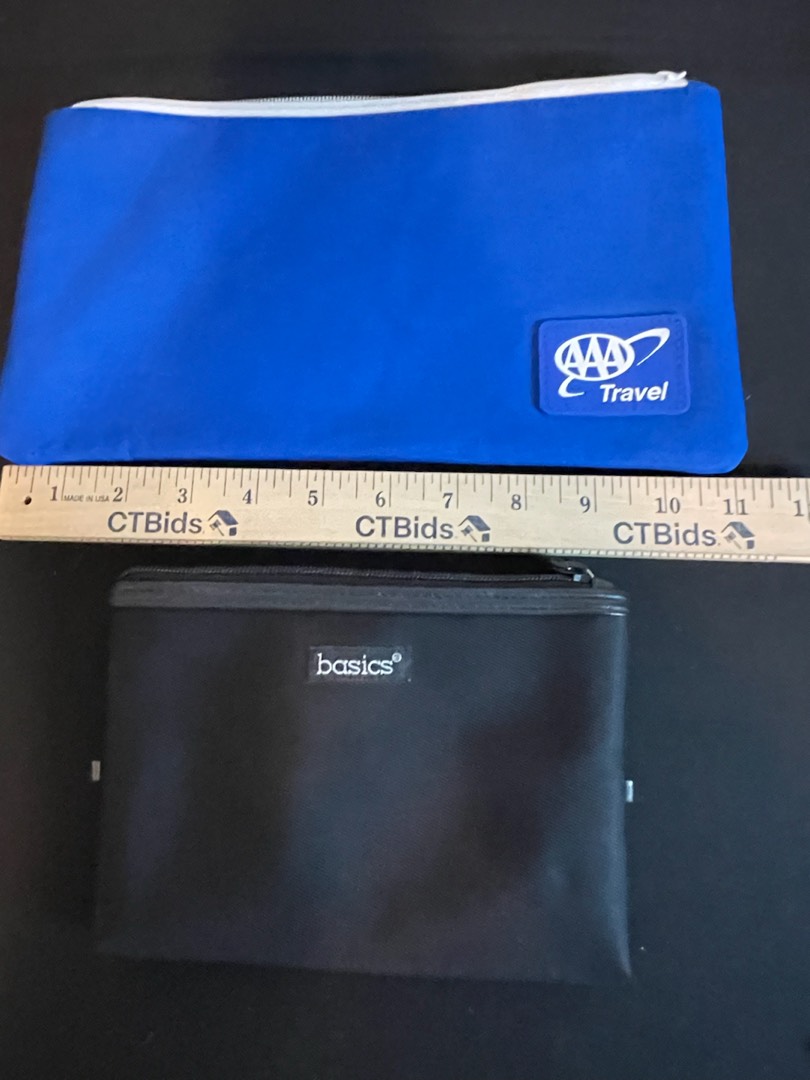 AAA
Travel
1 MADE IN USA 2 3 4 5 6 7 8 9 10 11 1
CTBids CTBids CTBids
basics®